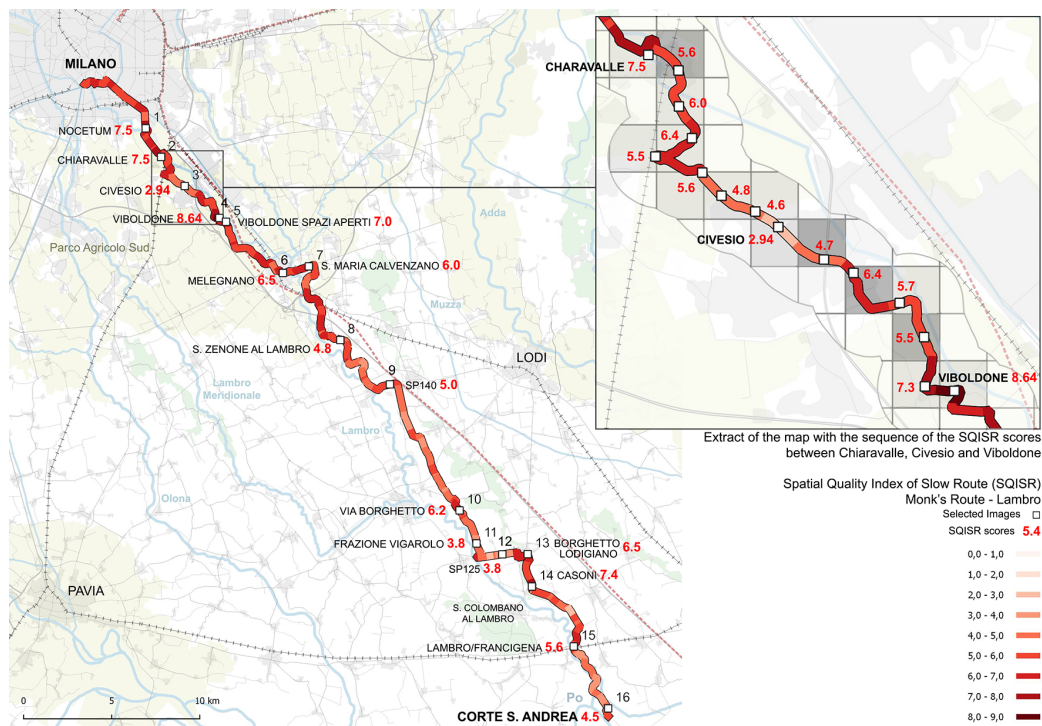 MILANO
1
NOCETUM 7.5
2
CHIARAVALLE 7.5
3
CIVESIO 2.94
4
5
VIBOLDONE 8.64
VIBOLDONE SPAZI APERTI 7.0
Parco Agricolo Sud
Adda
6
7
S. MARIA CALVENZANO 6.0
MELEGNANO 6.5
Muzza
8
S. ZENONE AL LAMBRO 4.8
LODI
9
SP140 5.0
Lambro
Meridionale
Lambro
Olona
10
VIA BORGHETTO 6.2
11
FRAZIONE VIGAROLO 3.8
12
13 BORGHETTO
LODIGIANO 6.5
SP125 3.8
14 CASONI 7.4
PAVIA
S. COLOMBANO
AL LAMBRO
15
LAMBRO/FRANCIGENA 5.6
Po
16
CORTE S. ANDREA 4.5
0 5 10 km
5.6
CHARAVALLE 7.5
6.0
6.4
5.5
5.6
4.8
4.6
CIVESIO 2.94
4.7
6.4
5.7
5.5
VIBOLDONE 8.64
7.3
Extract of the map with the sequence of the SQISR scores
between Chiaravalle, Civesio and Viboldone
Spatial Quality Index of Slow Route (SQISR)
Monk's Route - Lambro
Selected Images
SQISR scores 5.4
0,0 - 1,0
1,0 - 2,0
2,0 - 3,0
3,0 - 4,0
4,0 - 5,0
5,0 - 6,0
6,0 - 7,0
7,0 - 8,0
8,0 - 9,0